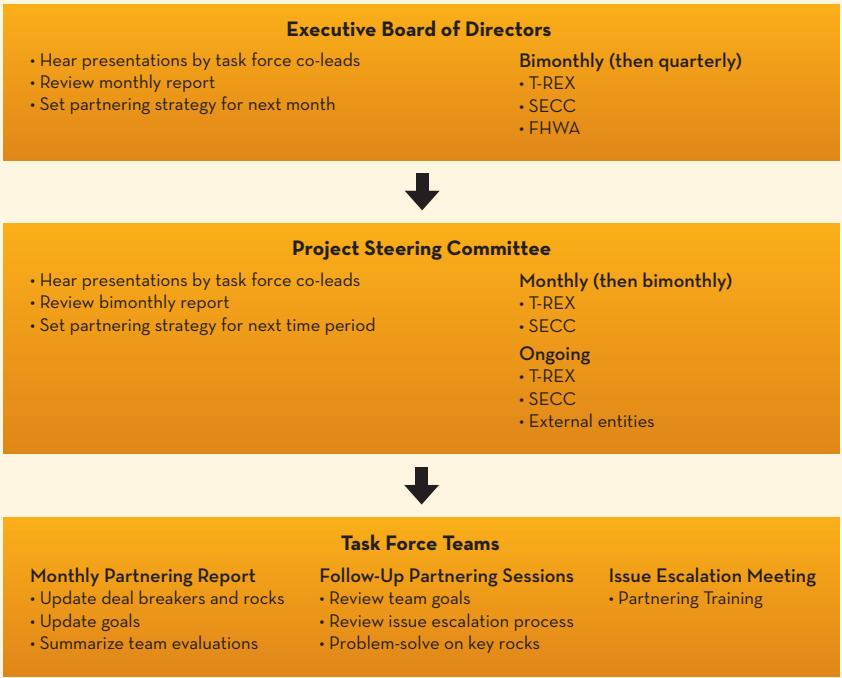 Executive Board of Directors
• Hear presentations by task force co-leads
• Review monthly report
• Set partnering strategy for next month
Bimonthly (then quarterly)
• T-REX
• SECC
• FHWA
Project Steering Committee
• Hear presentations by task force co-leads
• Review bimonthly report
• Set partnering strategy for next time period
Monthly (then bimonthly)
• T-REX
• SECC
Ongoing
• T-REX
• SECC
• External entities
Task Force Teams
Monthly Partnering Report
• Update deal breakers and rocks
• Update goals
• Summarize team evaluations
Follow-Up Partnering Sessions
• Review team goals
• Review issue escalation process
• Problem-solve on key rocks
Issue Escalation Meeting
• Partnering Training